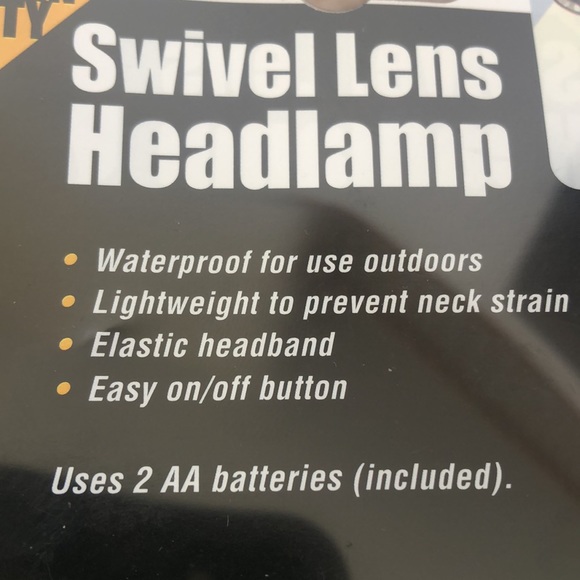 TY
Swivel Lens
Headlamp
• Waterproof for use outdoors
• Lightweight to prevent neck strain
• Elastic headband
• Easy on/off button
Uses 2 AA batteries (included).